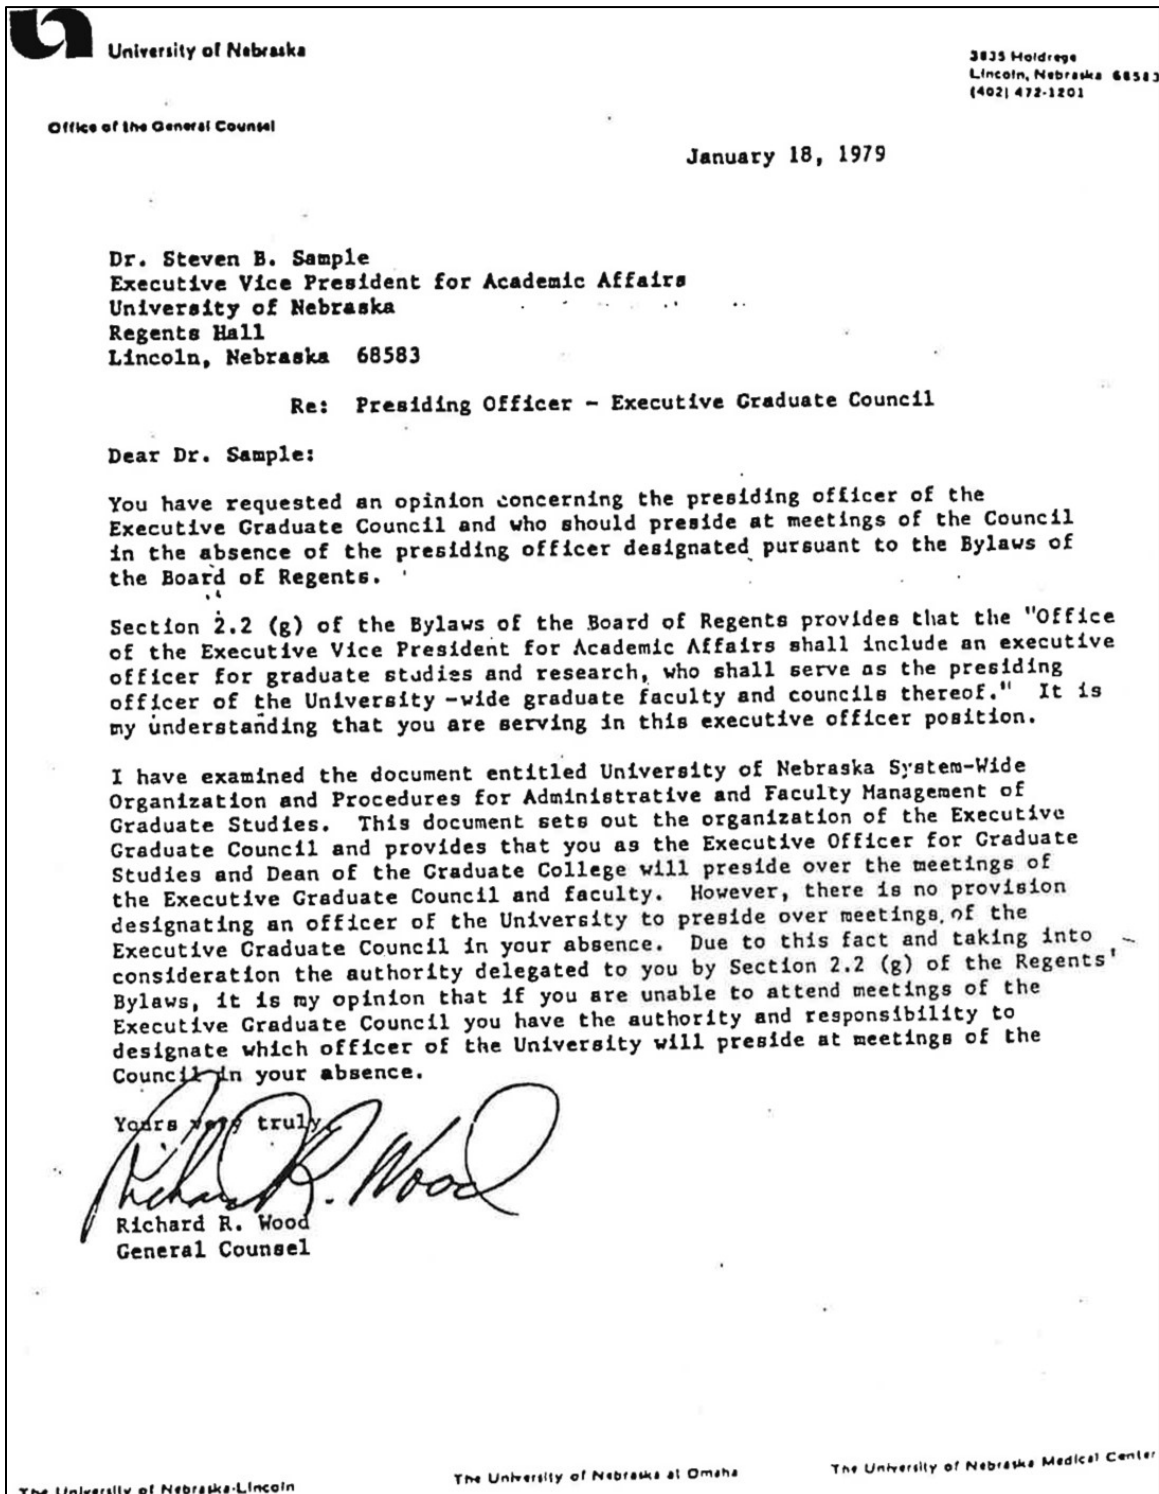 University of Nebraska
3835 Holdrege
Lincoln, Nebraska 68583
(402) 472-1201
Office of the General Counsel
January 18, 1979
Dr. Steven B. Sample
Executive Vice President for Academic Affairs
University of Nebraska
Regents Hall
Lincoln, Nebraska 68583
Re: Presiding Officer - Executive Graduate Council
Dear Dr. Sample:
You have requested an opinion concerning the presiding officer of the
Executive Graduate Council and who should preside at meetings of the Council
in the absence of the presiding officer designated pursuant to the Bylaws of
the Board of Regents.
Section 2.2 (g) of the Bylaws of the Board of Regents provides that the "Office
of the Executive Vice President for Academic Affairs shall include an executive
officer for graduate studies and research, who shall serve as the presiding
officer of the University -wide graduate faculty and councils thereof." It is
my understanding that you are serving in this executive officer position.
I have examined the document entitled University of Nebraska System-Wide
Organization and Procedures for Administrative and Faculty Management of
Graduate Studies. This document sets out the organization of the Executive
Graduate Council and provides that you as the Executive Officer for Graduate
Studies and Dean of the Graduate College will preside over the meetings of
the Executive Graduate Council and faculty. However, there is no provision
designating an officer of the University to preside over meetings of the
Executive Graduate Council in your absence. Due to this fact and taking into
consideration the authority delegated to you by Section 2.2 (g) of the Regents'
Bylaws, it is my opinion that if you are unable to attend meetings of the
Executive Graduate Council you have the authority and responsibility to
designate which officer of the University will preside at meetings of the
Council in your absence.
Yours very truly,
Richard R. Wood
Richard R. Wood
General Counsel
The University of Nebraska-Lincoln
The University of Nebraska at Omaha
The University of Nebraska Medical Center